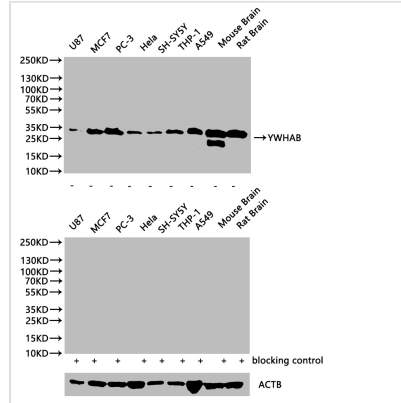 U87 MCF7 PC-3 Hela SH-SY5Y THP-1 A549 Mouse Brain Rat Brain
250KD→
130KD→
100KD→
70KD→
55KD→
35KD→
25KD→
→YWHAB
15KD→
10KD→
- - - - - - - - -
U87 MCF7 PC-3 Hela SH-SY5Y THP-1 A549 Mouse Brain Rat Brain
250KD→
130KD→
100KD→
70KD→
55KD→
35KD→
25KD→
15KD→
10KD→
+ + + + + + + + + blocking control
ACTB